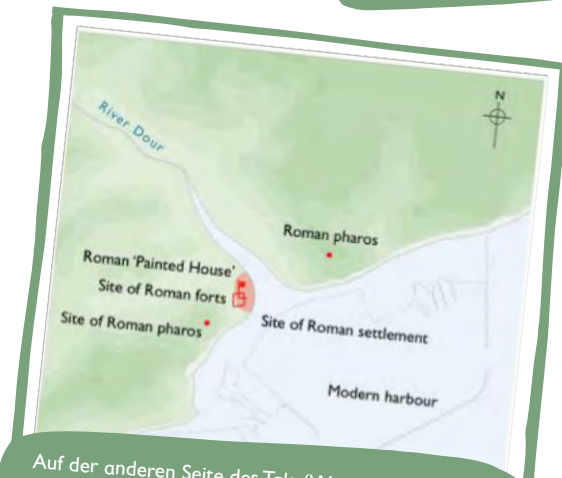 N
River Dour
Roman pharos
Roman 'Painted House'
Site of Roman forts
Site of Roman pharos
Site of Roman settlement
Modern harbour
Auf der anderen Seite des